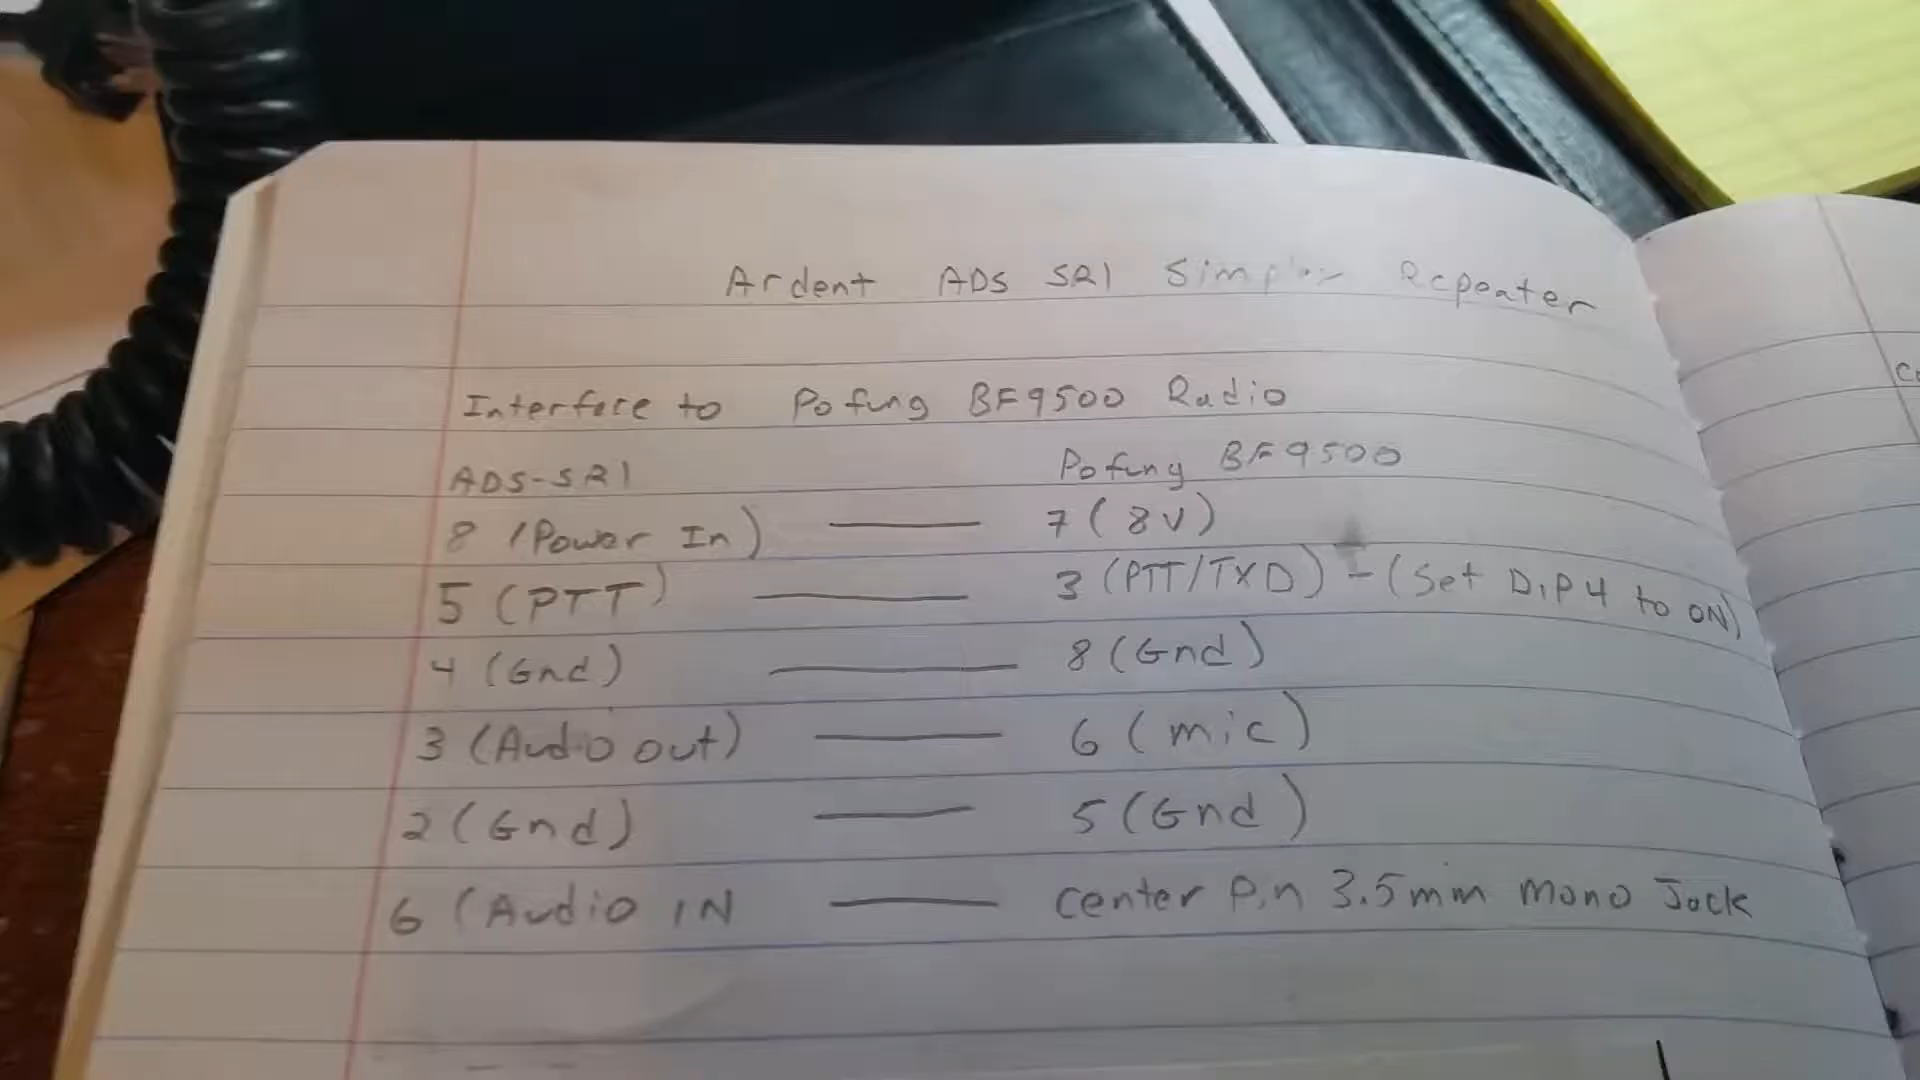 Ardent ADS SR1 Simplex Repeater
Interface to Pofung BF9500 Radio
ADS-SR1 Pofung BF9500
8 (Power In) — 7 (8V)
5 (PTT) — 3 (PTT/TXD) - (Set DIP4 to ON)
4 (Gnd) — 8 (Gnd)
3 (Audio out) — 6 (mic)
2 (Gnd) — 5 (Gnd)
6 (Audio IN — center Pin 3.5mm mono Jack